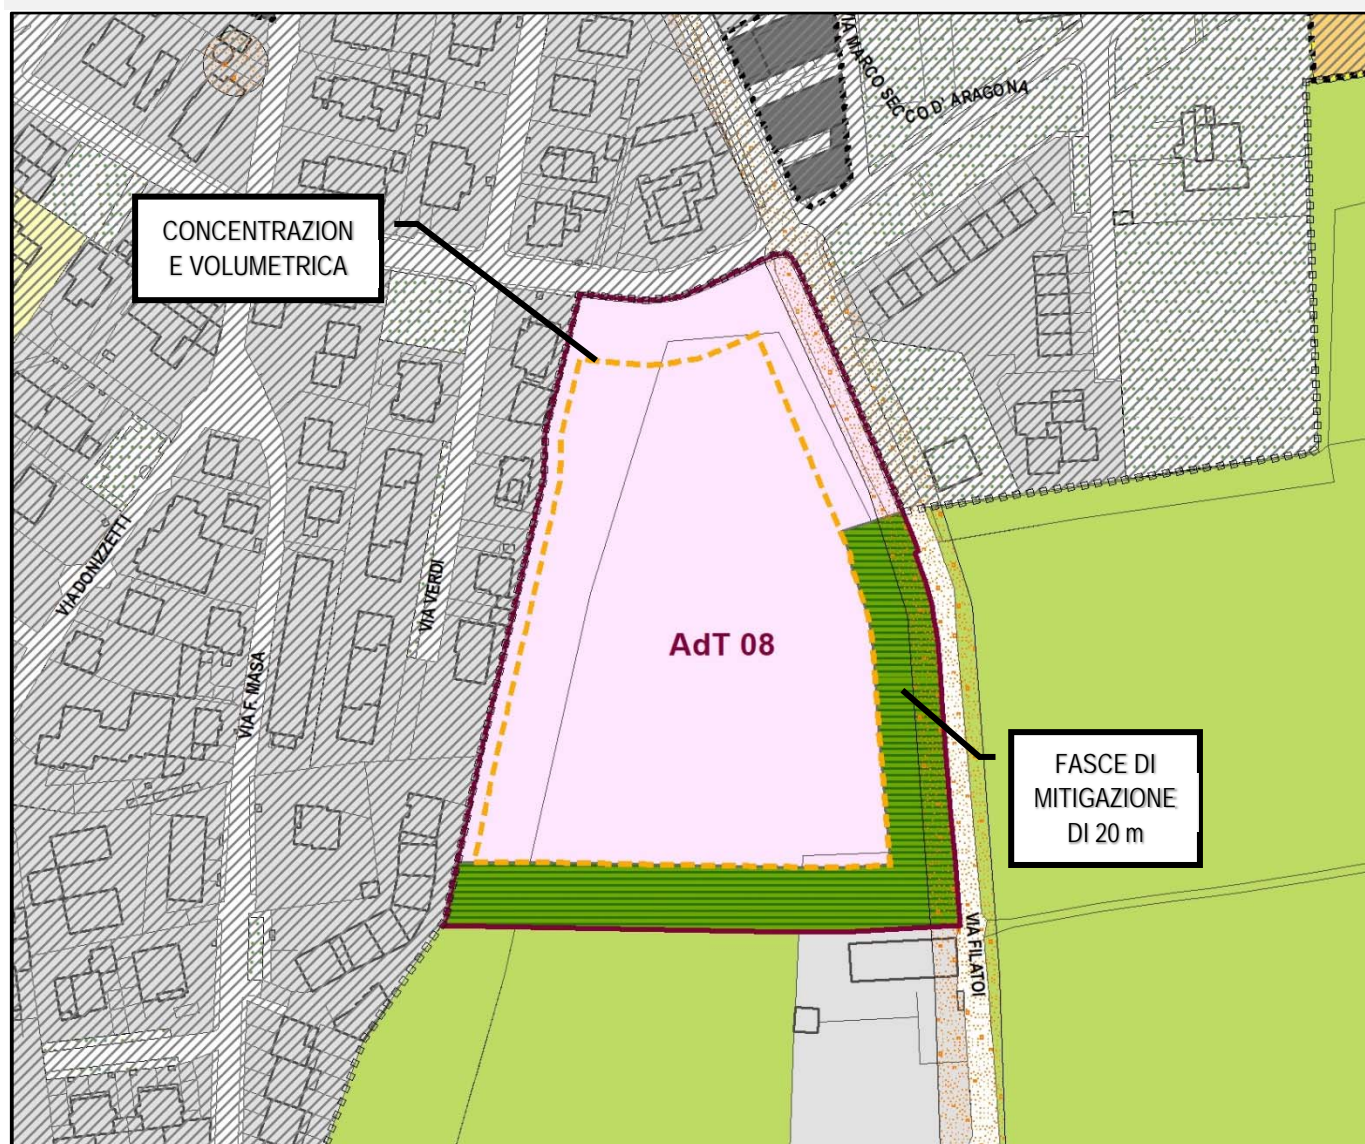 VIA MARCO SECCO D' ARAGONA
CONCENTRAZION
E VOLUMETRICA
VIA DONIZZETTI
VIA VERDI
VIA F. MASA
AdT 08
FASCE DI
MITIGAZIONE
DI 20 m
VIA FILATOI